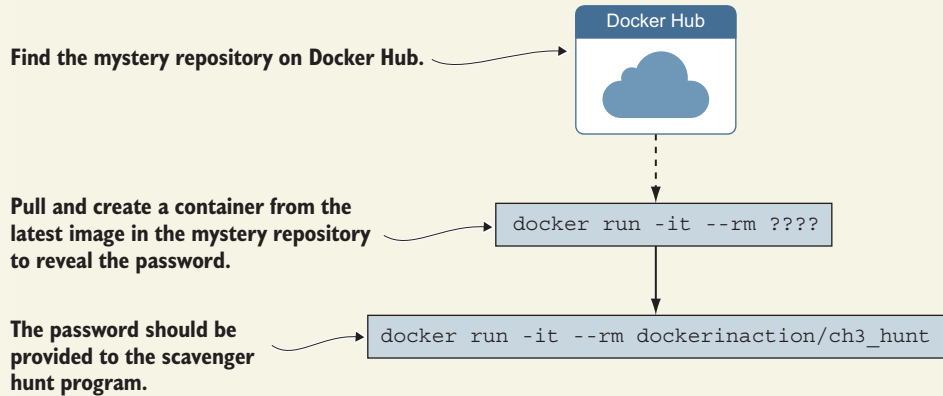 Docker Hub
Find the mystery repository on Docker Hub.
Pull and create a container from the
latest image in the mystery repository
to reveal the password.
docker run -it --rm ????
The password should be
provided to the scavenger
hunt program.
docker run -it --rm dockerinaction/ch3_hunt